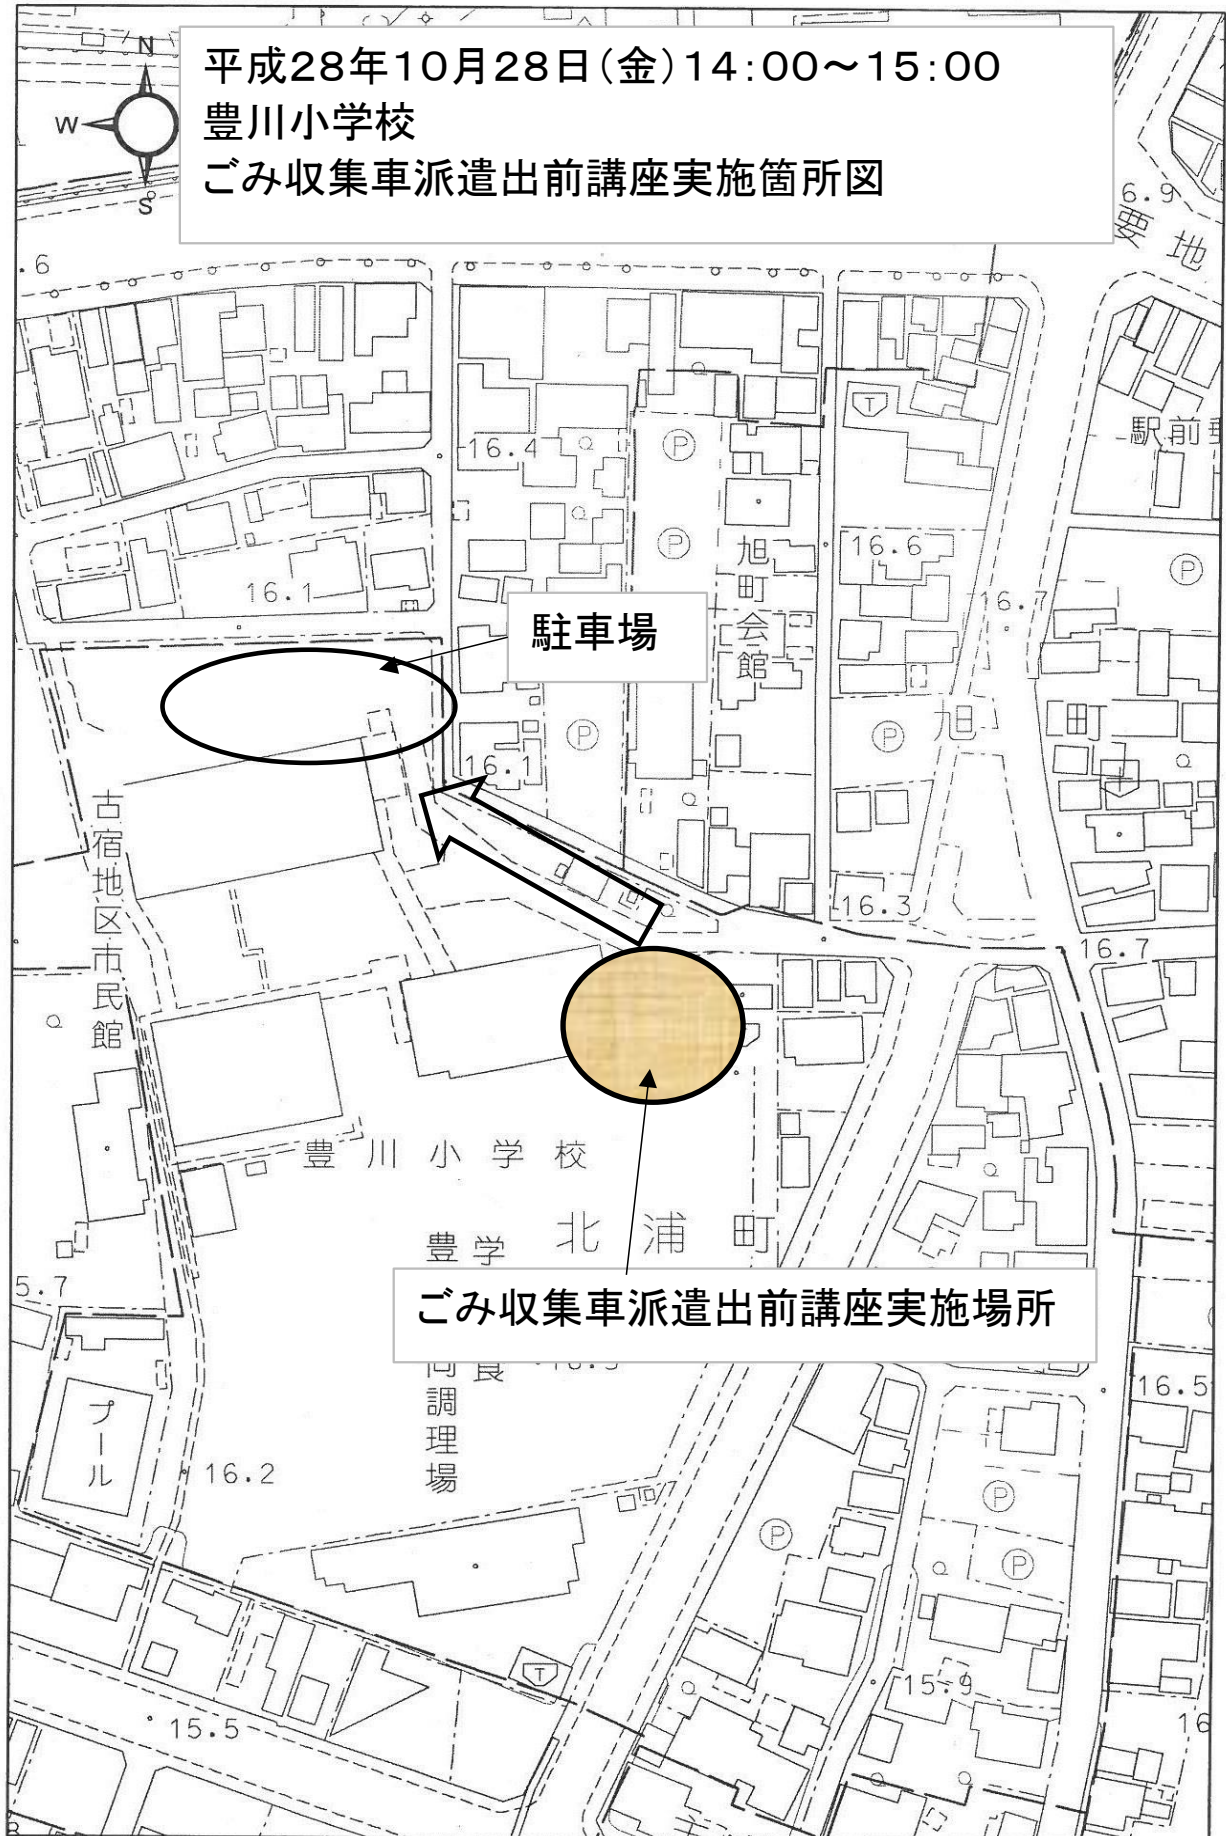 平成28年10月28日(金)14:00~15:00
豊川小学校
ごみ収集車派遣出前講座実施箇所図
N
W
S
6.9
要地
.6
T
駅前
16.4
P
P
旭町会館
16.6
P
16.1
16.7
駐車場
P
P
旭町
16.1
古宿地区市民館
16.3
16.7
豊川小学校
北浦町
豊学
5.7
ごみ収集車派遣出前講座実施場所
同食
調理場
16.5
プール
16.2
P
P
P
T
15.9
15.5
16